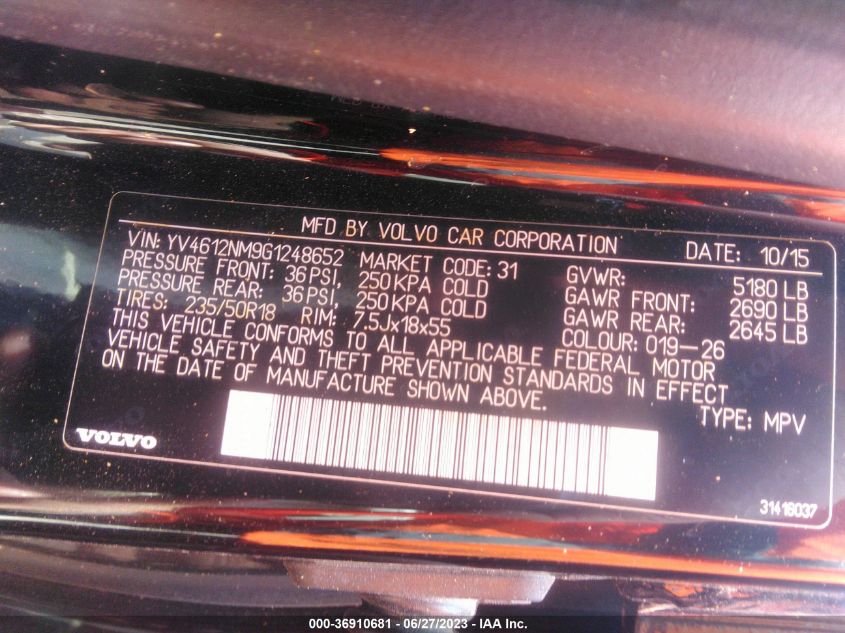 MFD BY VOLVO CAR CORPORATION DATE: 10/15
VIN: YV4612NM9G1248652 MARKET CODE: 31 GVWR: 5180 LB
PRESSURE FRONT: 36 PSI, 250 KPA COLD GAWR FRONT: 2690 LB
PRESSURE REAR: 36 PSI, 250 KPA COLD GAWR REAR: 2645 LB
TIRES: 235/50R18 RIM: 7.5Jx18x55 COLOUR: 019-26
THIS VEHICLE CONFORMS TO ALL APPLICABLE FEDERAL MOTOR
VEHICLE SAFETY AND THEFT PREVENTION STANDARDS IN EFFECT
ON THE DATE OF MANUFACTURE SHOWN ABOVE. TYPE: MPV
VOLVO
31416037
000-36910681 - 06/27/2023 - IAA Inc.